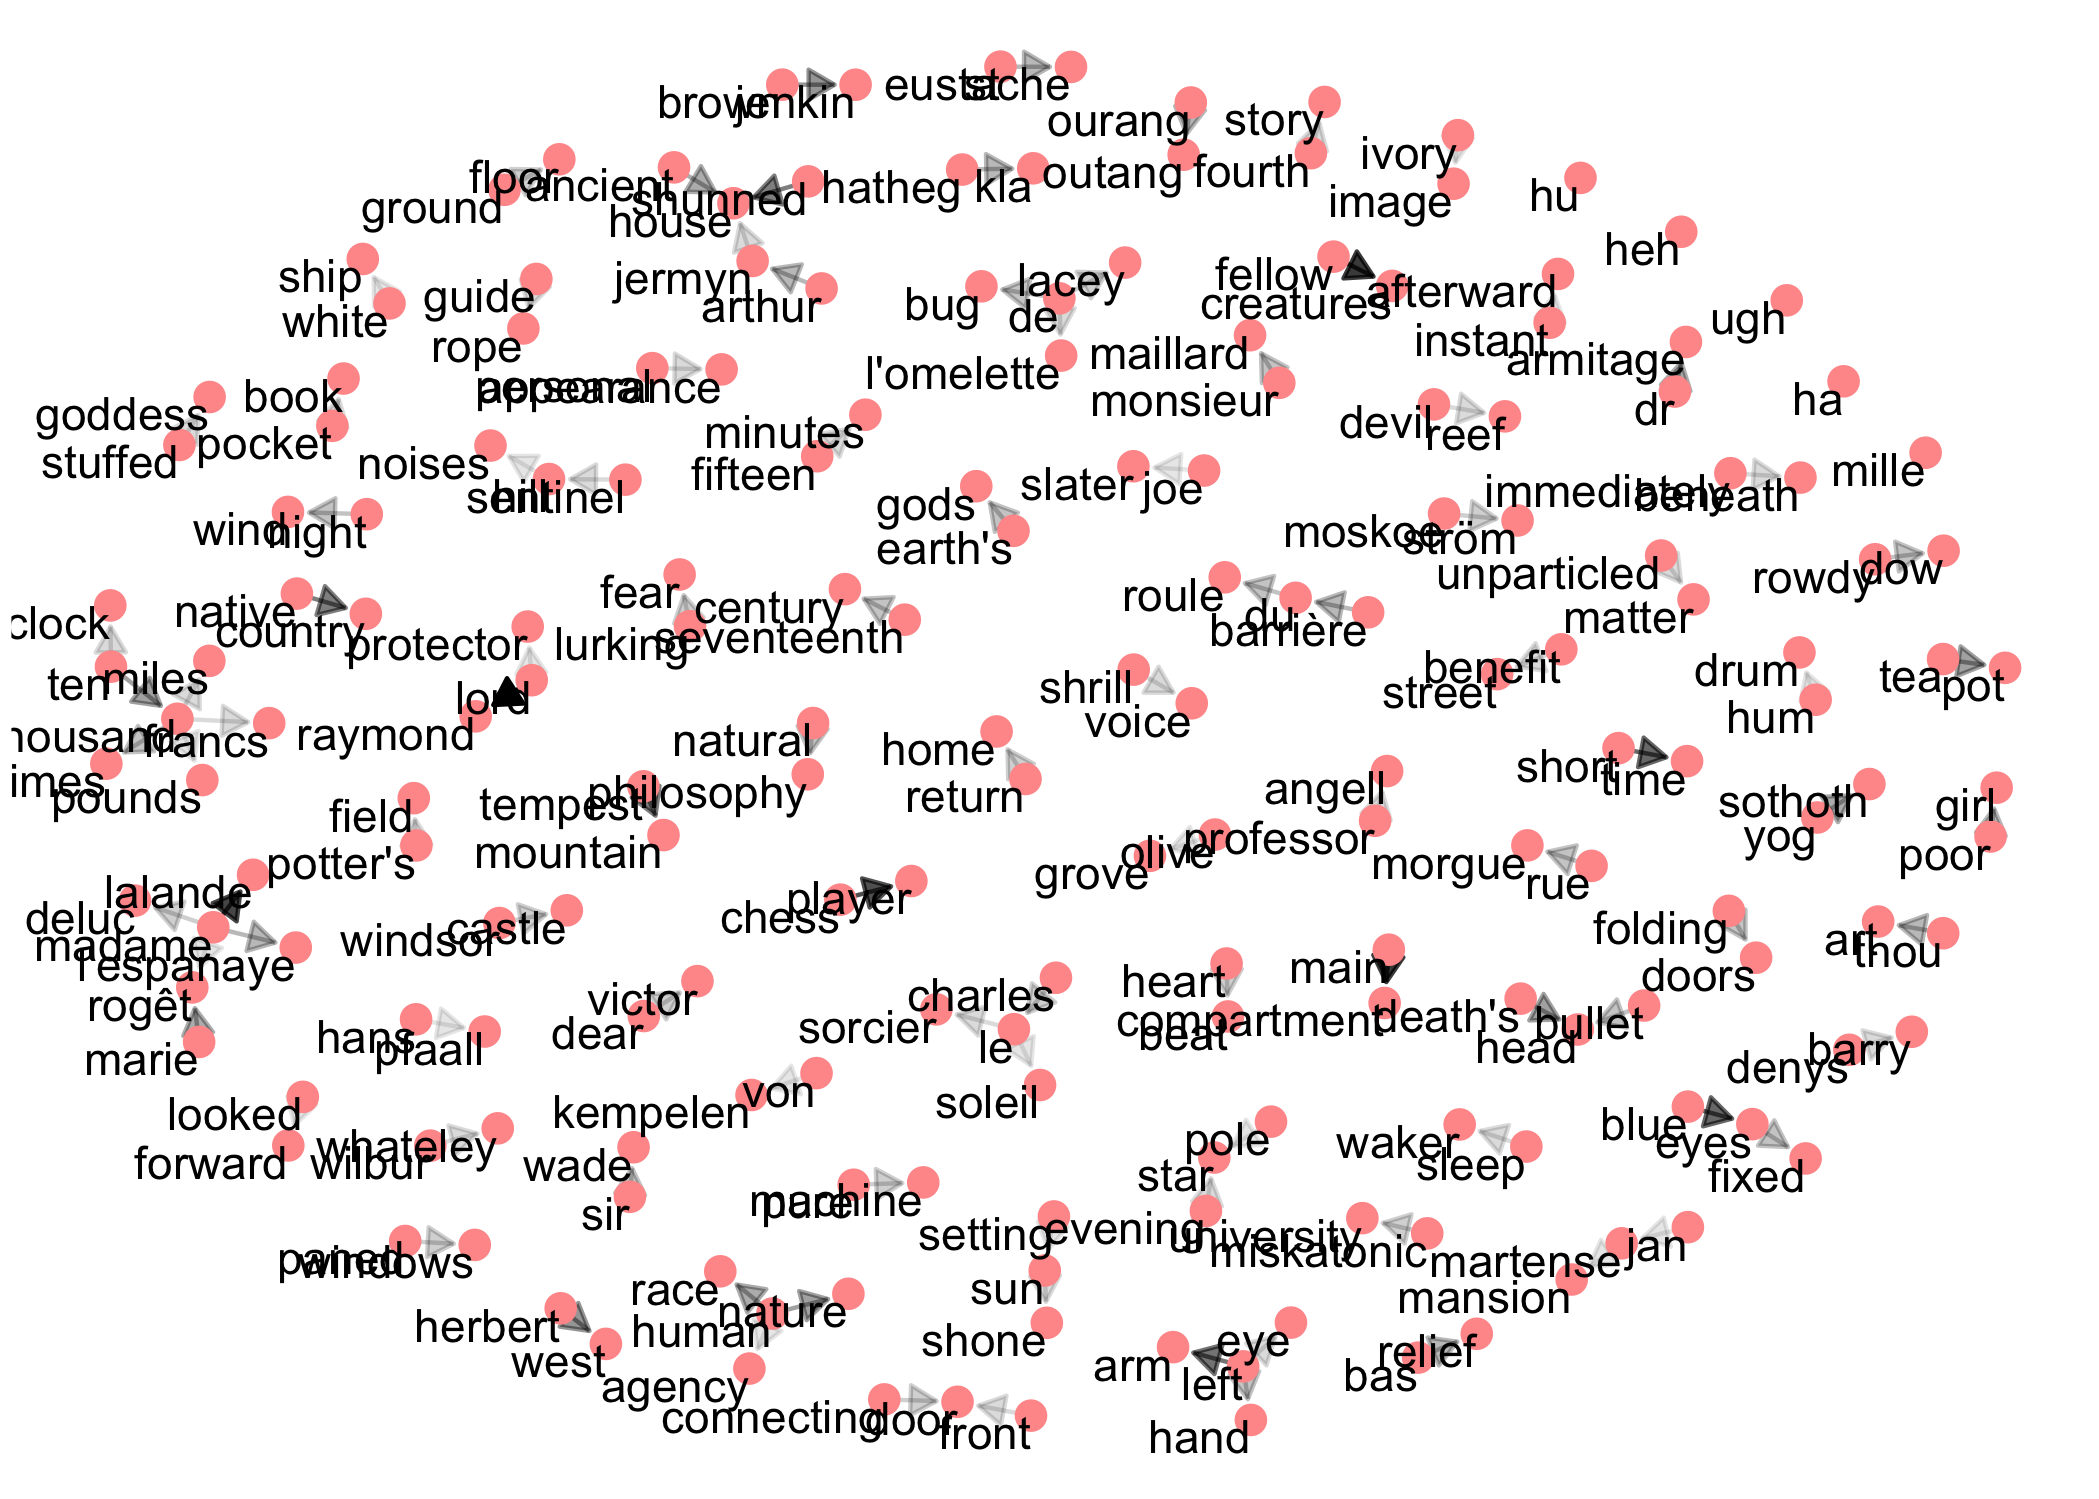 brown
jenkin
eustache
st
ourang
story
ivory
floor
ancient
shunned
hatheg
kla
outang
fourth
image
hu
ground
house
heh
ship
guide
jermyn
arthur
bug
lacey
de
fellow
creatures
afterward
ugh
white
rope
l'omelette
maillard
monsieur
instant
armitage
dr
ha
goddess
book
personal
appearance
stuffed
pocket
noises
minutes
fifteen
devil
reef
mille
hill
sentinel
slater
joe
immediately
beneath
wind
night
gods
earth's
moskoe
ström
unparticled
matter
rowdy
dow
clock
native
country
protector
fear
lurking
century
seventeenth
roule
du
barrière
ten
miles
lord
raymond
shrill
voice
benefit
street
drum
hum
tea
pot
housand
francs
imes
pounds
natural
philosophy
home
return
short
time
field
potter's
tempest
mountain
angell
professor
sothoth
yog
girl
poor
olive
grove
morgue
rue
lalande
deluc
madame
l'espanaye
windsor
castle
chess
player
folding
doors
art
thou
rogêt
marie
victor
dear
charles
sorcier
le
soleil
heart
beat
main
compartment
death's
head
bullet
hans
pfaall
denys
barry
looked
forward
whateley
wilbur
kempelen
von
wade
sir
pole
star
waker
sleep
blue
eyes
fixed
paned
windows
pure
machine
setting
evening
university
miskatonic
martense
jan
mansion
race
nature
human
agency
sun
shone
herbert
west
arm
eye
left
hand
bas
relief
connecting
door
front